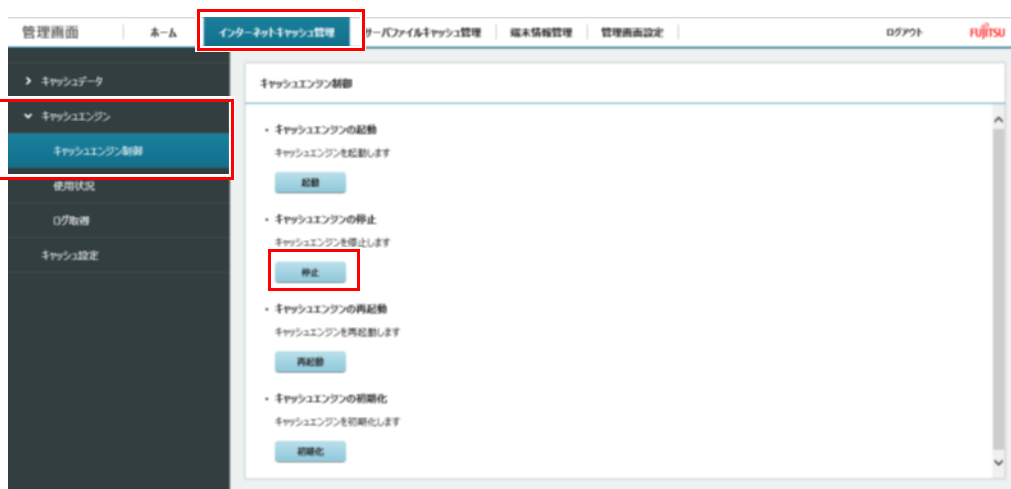 管理画面 ホーム インターネットキャッシュ管理 サーバファイルキャッシュ管理 端末情報管理 管理画面設定 ログアウト FUJITSU
キャッシュデータ
キャッシュエンジン
キャッシュエンジン制御
使用状況
ログ取得
キャッシュ設定
キャッシュエンジン制御
・キャッシュエンジンの起動
キャッシュエンジンを起動します
起動
・キャッシュエンジンの停止
キャッシュエンジンを停止します
停止
・キャッシュエンジンの再起動
キャッシュエンジンを再起動します
再起動
・キャッシュエンジンの初期化
キャッシュエンジンを初期化します
初期化